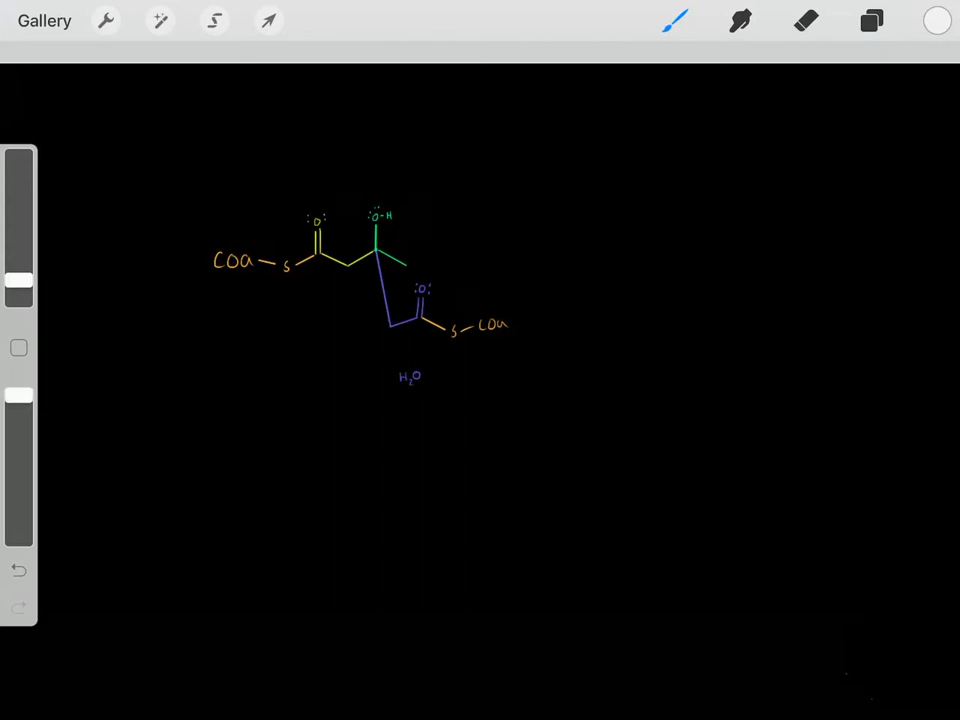 Gallery
:O: :Ö-H
COA — S
:O:
S — COA
H₂O